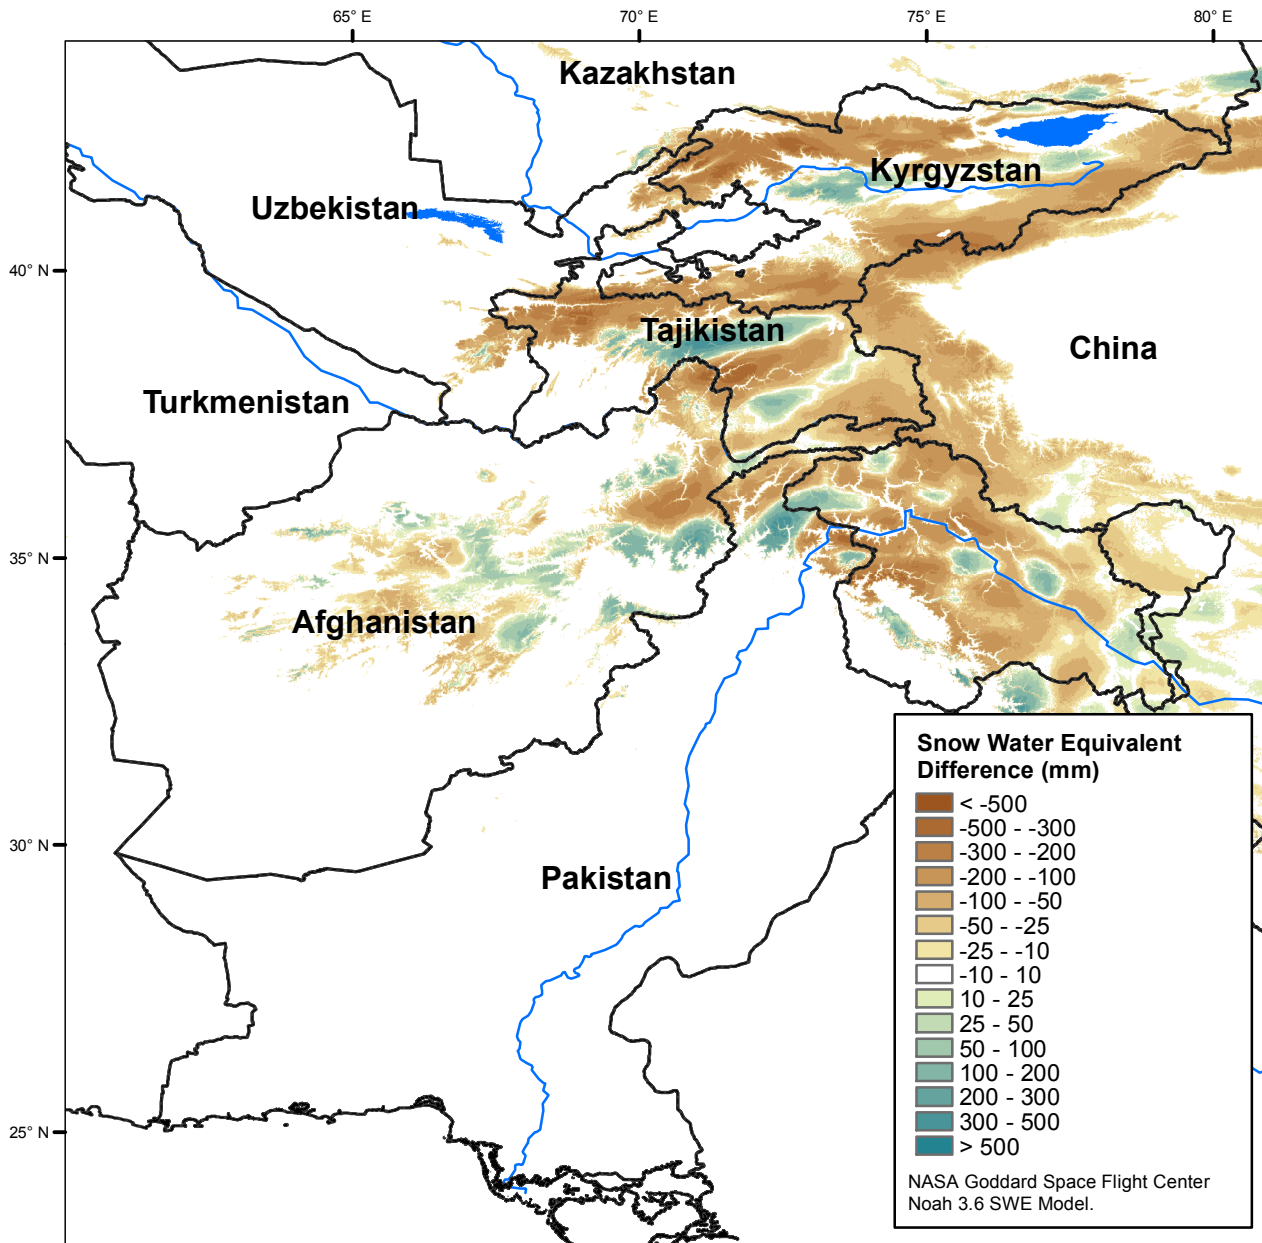 65° E
70° E
75° E
80° E
Kazakhstan
Kyrgyzstan
Uzbekistan
40° N
Tajikistan
China
Turkmenistan
35° N
Afghanistan
30° N
Pakistan
25° N
Snow Water Equivalent
Difference (mm)
< -500
-500 - -300
-300 - -200
-200 - -100
-100 - -50
-50 - -25
-25 - -10
-10 - 10
10 - 25
25 - 50
50 - 100
100 - 200
200 - 300
300 - 500
> 500
NASA Goddard Space Flight Center
Noah 3.6 SWE Model.